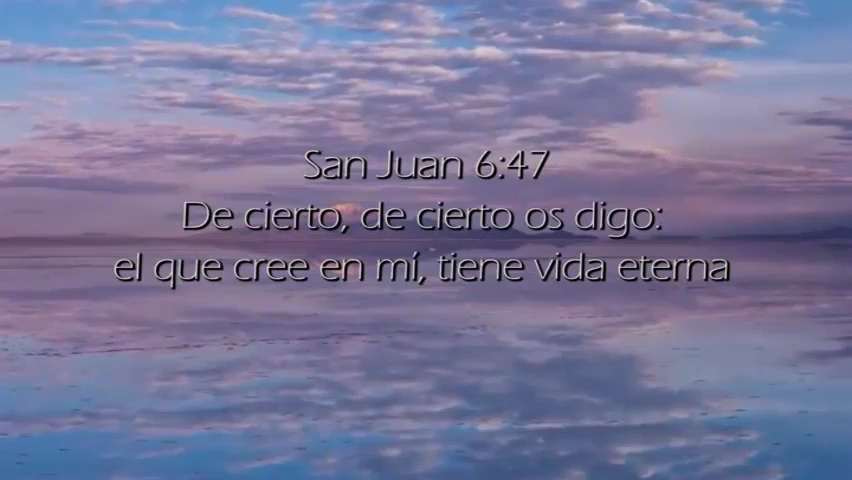 San Juan 6:47
De cierto, de cierto os digo:
el que cree en mí, tiene vida eterna